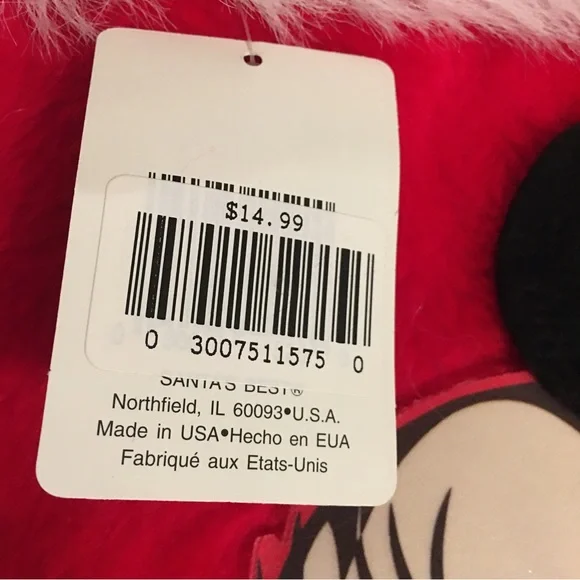 $14.99
0 3007511575 0
SANTA'S BEST®
Northfield, IL 60093•U.S.A.
Made in USA•Hecho en EUA
Fabriqué aux Etats-Unis